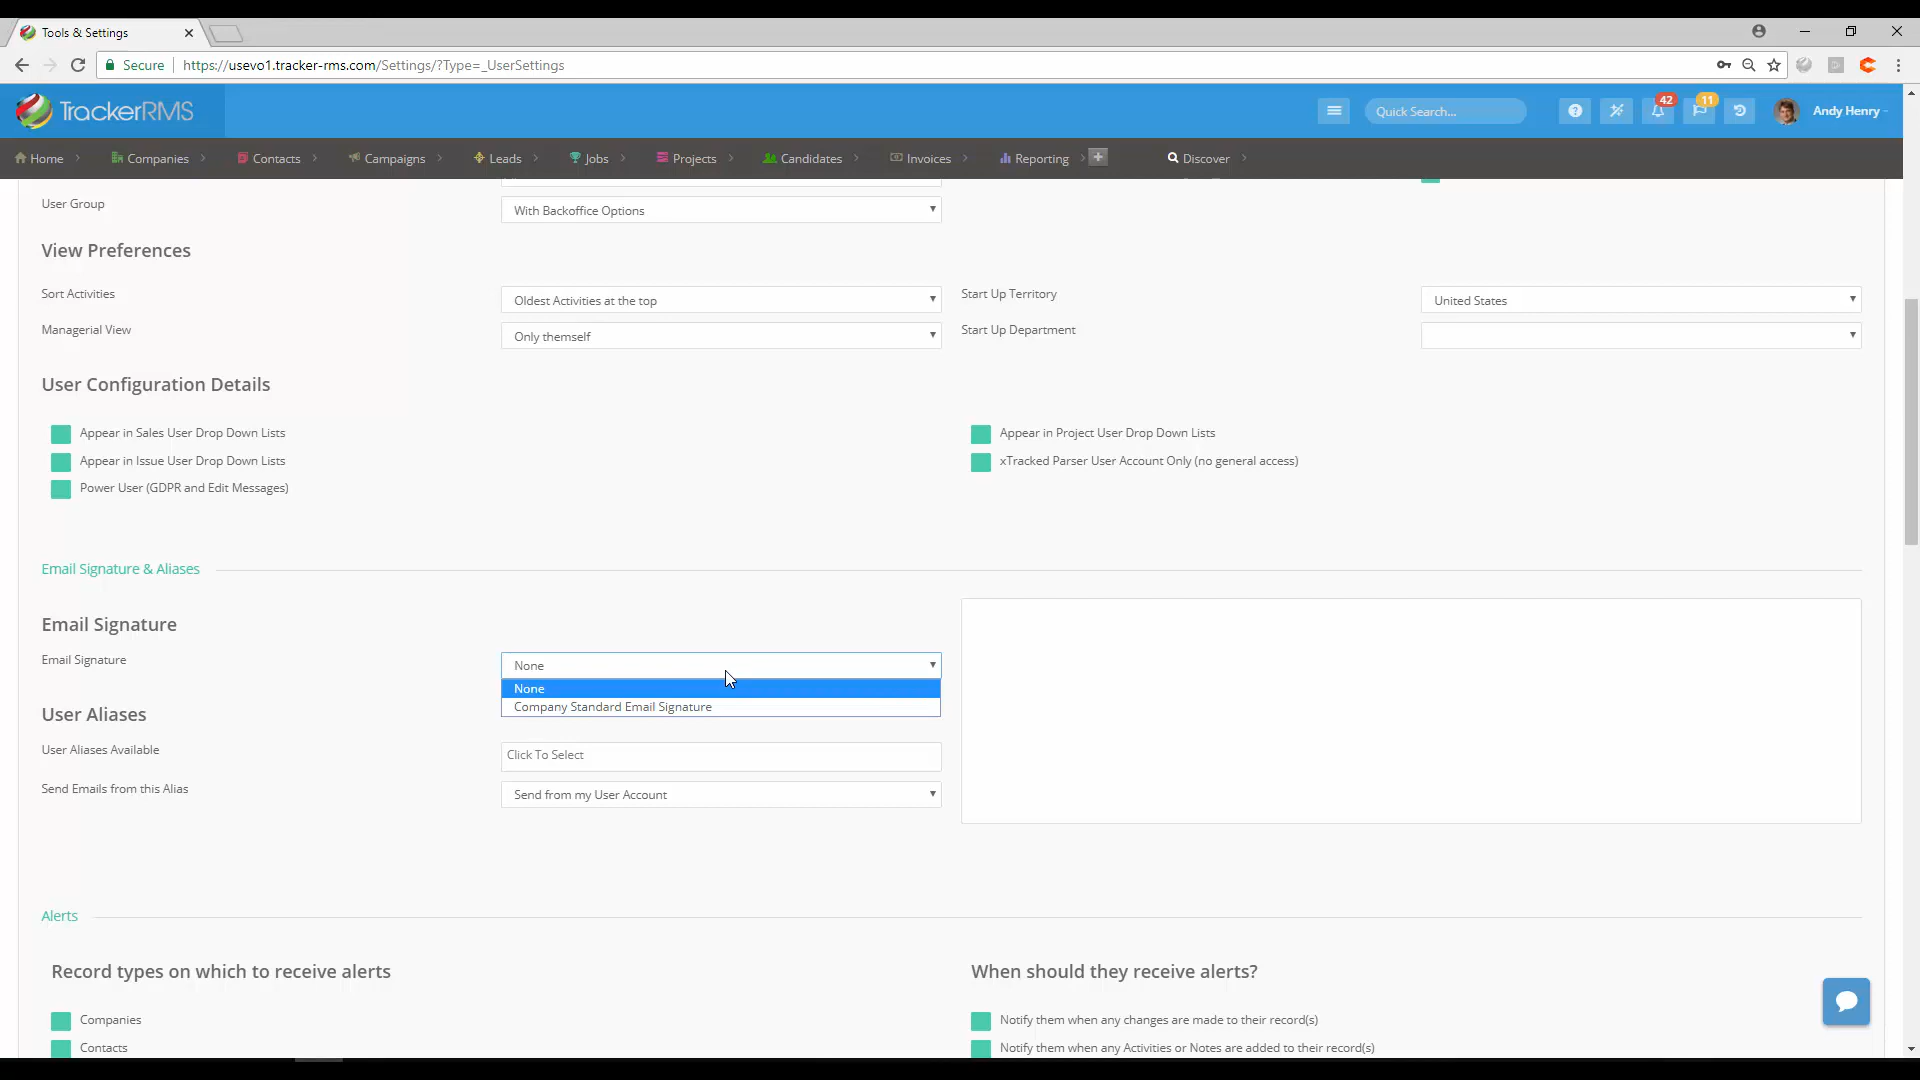 Tools & Settings
Secure https://usevo1.tracker-rms.com/Settings/?Type=_UserSettings
TrackerRMS
Quick Search...
42
11
Andy Henry
Home
Companies
Contacts
Campaigns
Leads
Jobs
Projects
Candidates
Invoices
Reporting
Discover
User Group
With Backoffice Options
View Preferences
Sort Activities
Oldest Activities at the top
Start Up Territory
United States
Managerial View
Only themself
Start Up Department
User Configuration Details
Appear in Sales User Drop Down Lists
Appear in Project User Drop Down Lists
Appear in Issue User Drop Down Lists
xTracked Parser User Account Only (no general access)
Power User (GDPR and Edit Messages)
Email Signature & Aliases
Email Signature
Email Signature
None
None
Company Standard Email Signature
User Aliases
User Aliases Available
Click To Select
Send Emails from this Alias
Send from my User Account
Alerts
Record types on which to receive alerts
When should they receive alerts?
Companies
Notify them when any changes are made to their record(s)
Contacts
Notify them when any Activities or Notes are added to their record(s)